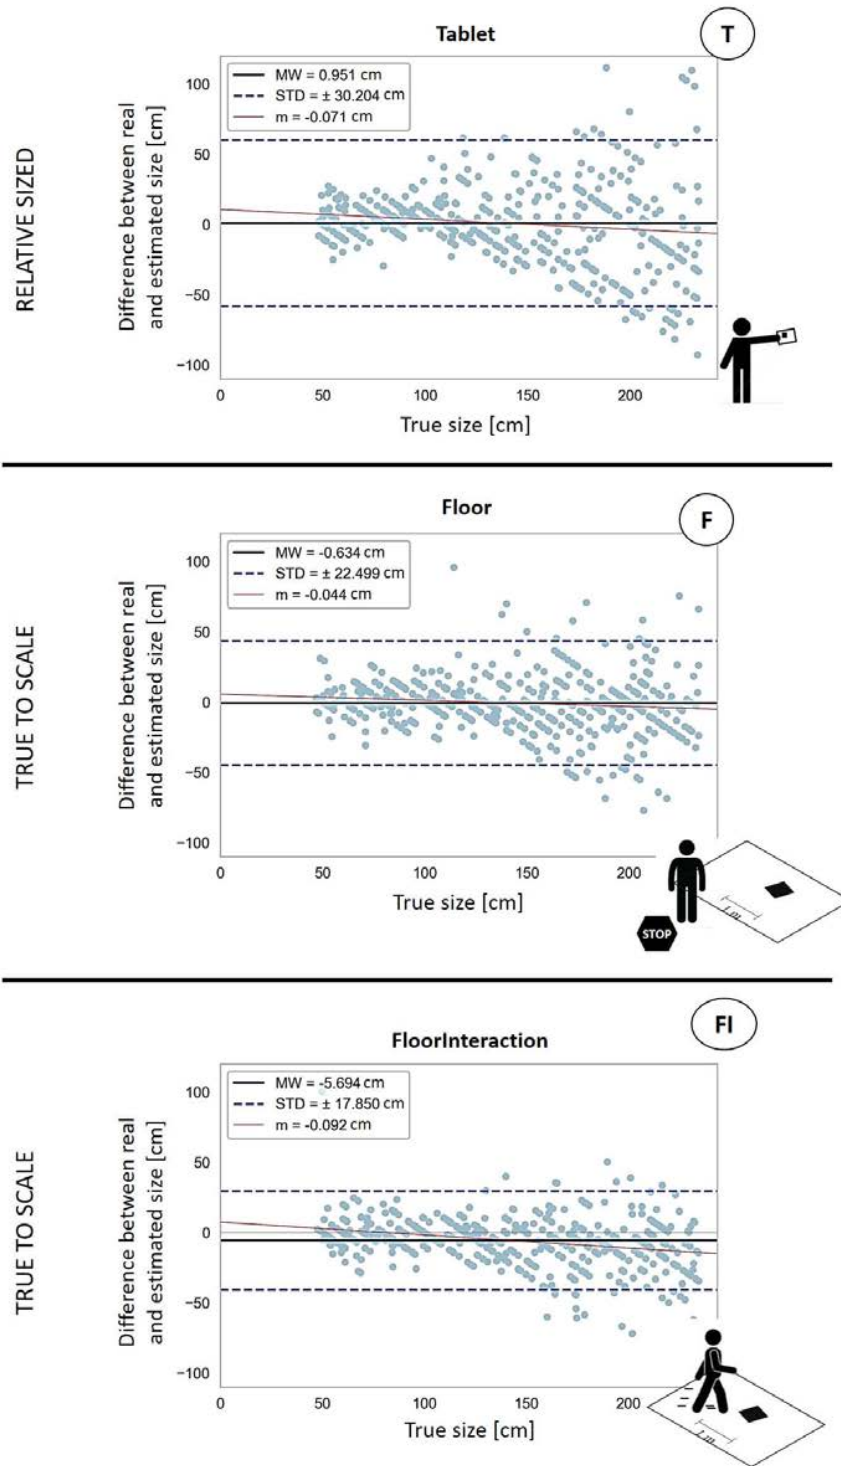 Tablet
T
RELATIVE SIZED
Difference between real
and estimated size [cm]
100
50
0
−50
−100
MW = 0.951 cm
STD = ± 30.204 cm
m = -0.071 cm
0 50 100 150 200
True size [cm]
Floor
F
TRUE TO SCALE
Difference between real
and estimated size [cm]
100
50
0
−50
−100
MW = -0.634 cm
STD = ± 22.499 cm
m = -0.044 cm
0 50 100 150 200
True size [cm]
1 m
STOP
FloorInteraction
FI
TRUE TO SCALE
Difference between real
and estimated size [cm]
100
50
0
−50
−100
MW = -5.694 cm
STD = ± 17.850 cm
m = -0.092 cm
0 50 100 150 200
True size [cm]
1 m